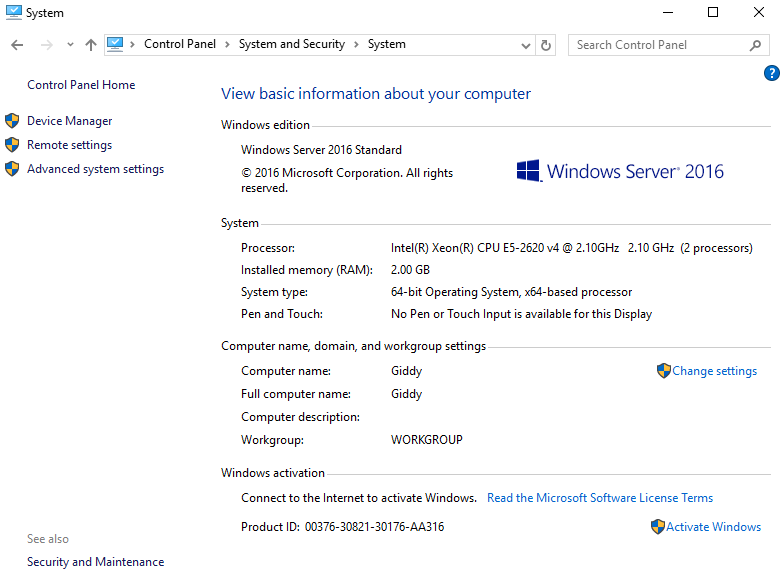 System
Control Panel > System and Security > System
Search Control Panel
?
Control Panel Home
Device Manager
Remote settings
Advanced system settings
View basic information about your computer
Windows edition
Windows Server 2016 Standard
© 2016 Microsoft Corporation. All rights
reserved.
Windows Server® 2016
System
Processor: Intel(R) Xeon(R) CPU E5-2620 v4 @ 2.10GHz 2.10 GHz (2 processors)
Installed memory (RAM): 2.00 GB
System type: 64-bit Operating System, x64-based processor
Pen and Touch: No Pen or Touch Input is available for this Display
Computer name, domain, and workgroup settings
Computer name: Giddy Change settings
Full computer name: Giddy
Computer description:
Workgroup: WORKGROUP
Windows activation
Connect to the Internet to activate Windows. Read the Microsoft Software License Terms
Product ID: 00376-30821-30176-AA316 Activate Windows
See also
Security and Maintenance